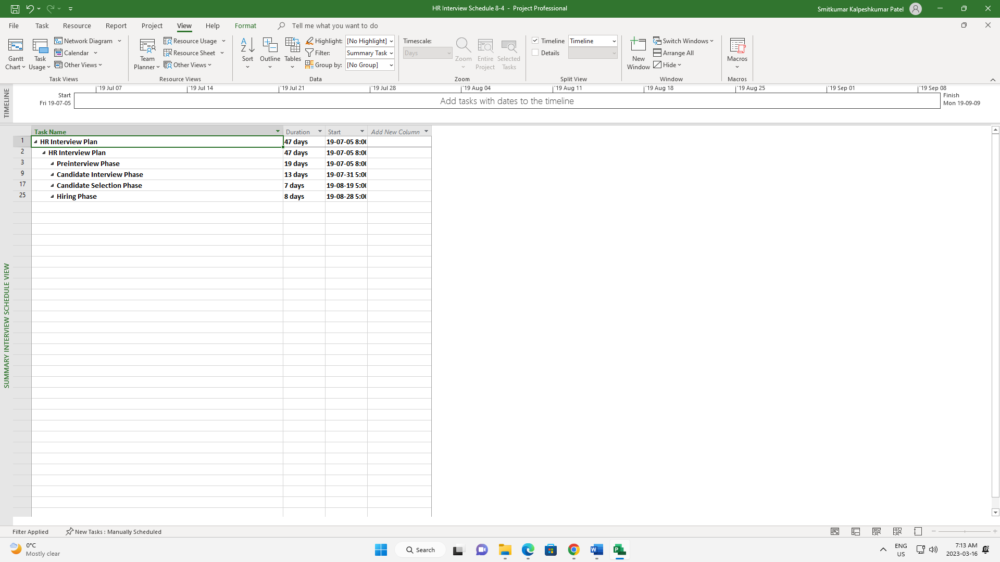 HR Interview Schedule 8-4 - Project Professional
Smitkumar Kalpeshkumar Patel
File Task Resource Report Project View Help Format Tell me what you want to do
Gantt Chart
Task Usage
Network Diagram
Calendar
Other Views
Task Views
Team Planner
Resource Usage
Resource Sheet
Other Views
Resource Views
Sort
Outline
Tables
Highlight: [No Highlight]
Filter: Summary Task
Group by: [No Group]
Data
Timescale:
Days
Zoom
Entire Project
Selected Tasks
Zoom
Timeline Timeline
Details
Split View
New Window
Switch Windows
Arrange All
Hide
Window
Macros
Macros
TIMELINE
'19 Jul 07 '19 Jul 14 '19 Jul 21 '19 Jul 28 '19 Aug 04 '19 Aug 11 '19 Aug 18 '19 Aug 25 '19 Sep 01 '19 Sep 08
Start
Fri 19-07-05
Add tasks with dates to the timeline
Finish
Mon 19-09-09
SUMMARY INTERVIEW SCHEDULE VIEW
Task Name Duration Start Add New Column
1 HR Interview Plan 47 days 19-07-05 8:00
2 HR Interview Plan 47 days 19-07-05 8:00
3 Preinterview Phase 19 days 19-07-05 8:00
9 Candidate Interview Phase 13 days 19-07-31 5:00
17 Candidate Selection Phase 7 days 19-08-19 5:00
25 Hiring Phase 8 days 19-08-28 5:00
Filter Applied New Tasks : Manually Scheduled
0°C
Mostly clear
Search
ENG
US
7:13 AM
2023-03-16